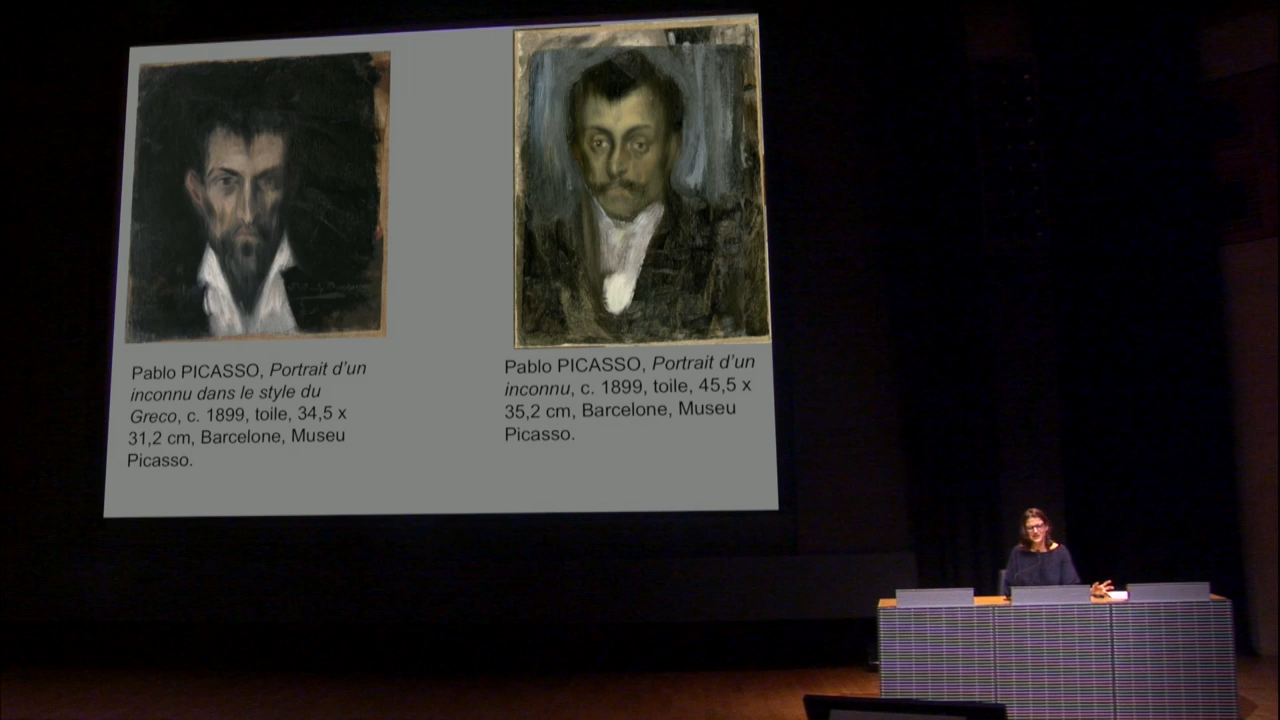 Pablo PICASSO, Portrait d'un
inconnu dans le style du
Greco, c. 1899, toile, 34,5 x
31,2 cm, Barcelone, Museu
Picasso.
Pablo PICASSO, Portrait d'un
inconnu, c. 1899, toile, 45,5 x
35,2 cm, Barcelone, Museu
Picasso.